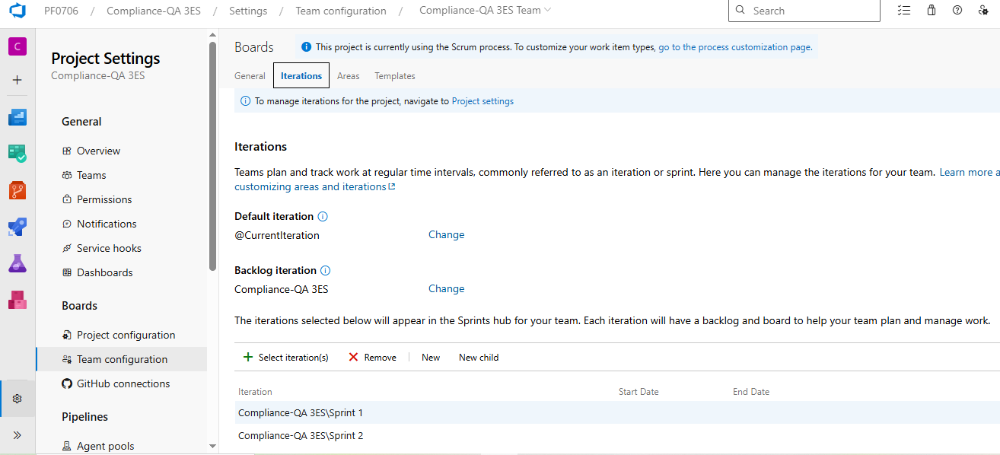 PF0706 / Compliance-QA 3ES / Settings / Team configuration / Compliance-QA 3ES Team
Search
C
Project Settings
Compliance-QA 3ES
General
Overview
Teams
Permissions
Notifications
Service hooks
Dashboards
Boards
Project configuration
Team configuration
GitHub connections
Pipelines
Agent pools
Boards
This project is currently using the Scrum process. To customize your work item types, go to the process customization page.
General Iterations Areas Templates
To manage iterations for the project, navigate to Project settings
Iterations
Teams plan and track work at regular time intervals, commonly referred to as an iteration or sprint. Here you can manage the iterations for your team. Learn more a
customizing areas and iterations
Default iteration
@CurrentIteration Change
Backlog iteration
Compliance-QA 3ES Change
The iterations selected below will appear in the Sprints hub for your team. Each iteration will have a backlog and board to help your team plan and manage work.
+ Select iteration(s) Remove New New child
Iteration Start Date End Date
Compliance-QA 3ES\Sprint 1
Compliance-QA 3ES\Sprint 2